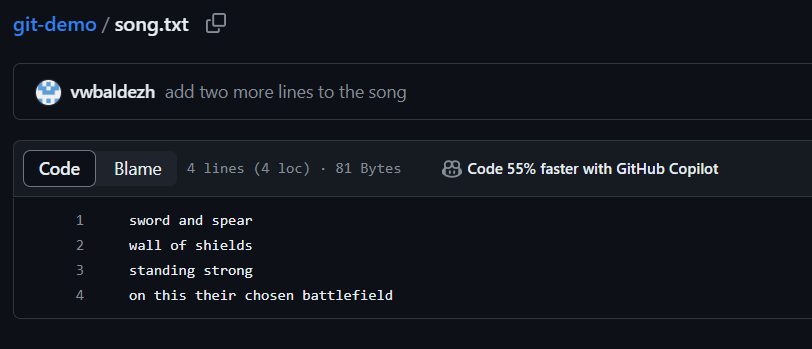 git-demo / song.txt
vwbaldezh add two more lines to the song
Code Blame 4 lines (4 loc) · 81 Bytes Code 55% faster with GitHub Copilot
1 sword and spear
2 wall of shields
3 standing strong
4 on this their chosen battlefield